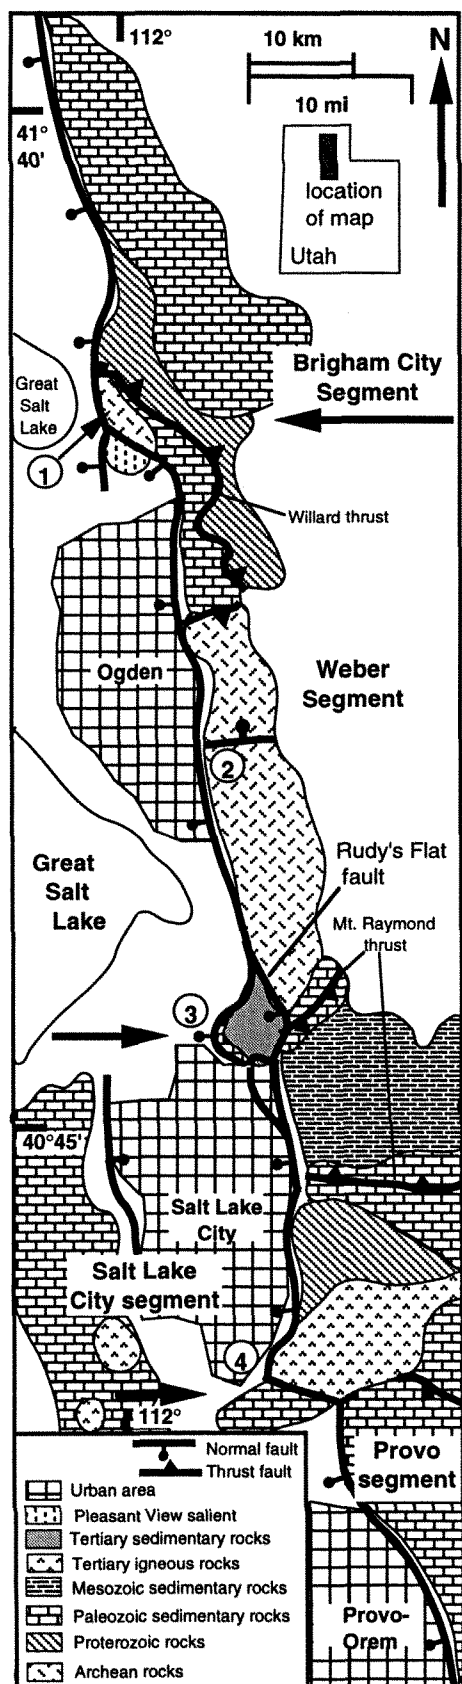 112°
10 km
10 mi
N
41°
40'
location
of map
Utah
Great
Salt
Lake
Brigham City
Segment
1
Willard thrust
Ogden
Weber
Segment
2
Great
Salt
Lake
Rudy's Flat
fault
Mt. Raymond
thrust
3
40°45'
Salt Lake
City
Salt Lake
City segment
4
112°
Provo
segment
Normal fault
Thrust fault
Urban area
Pleasant View salient
Tertiary sedimentary rocks
Tertiary igneous rocks
Mesozoic sedimentary rocks
Paleozoic sedimentary rocks
Proterozoic rocks
Archean rocks
Provo-
Orem